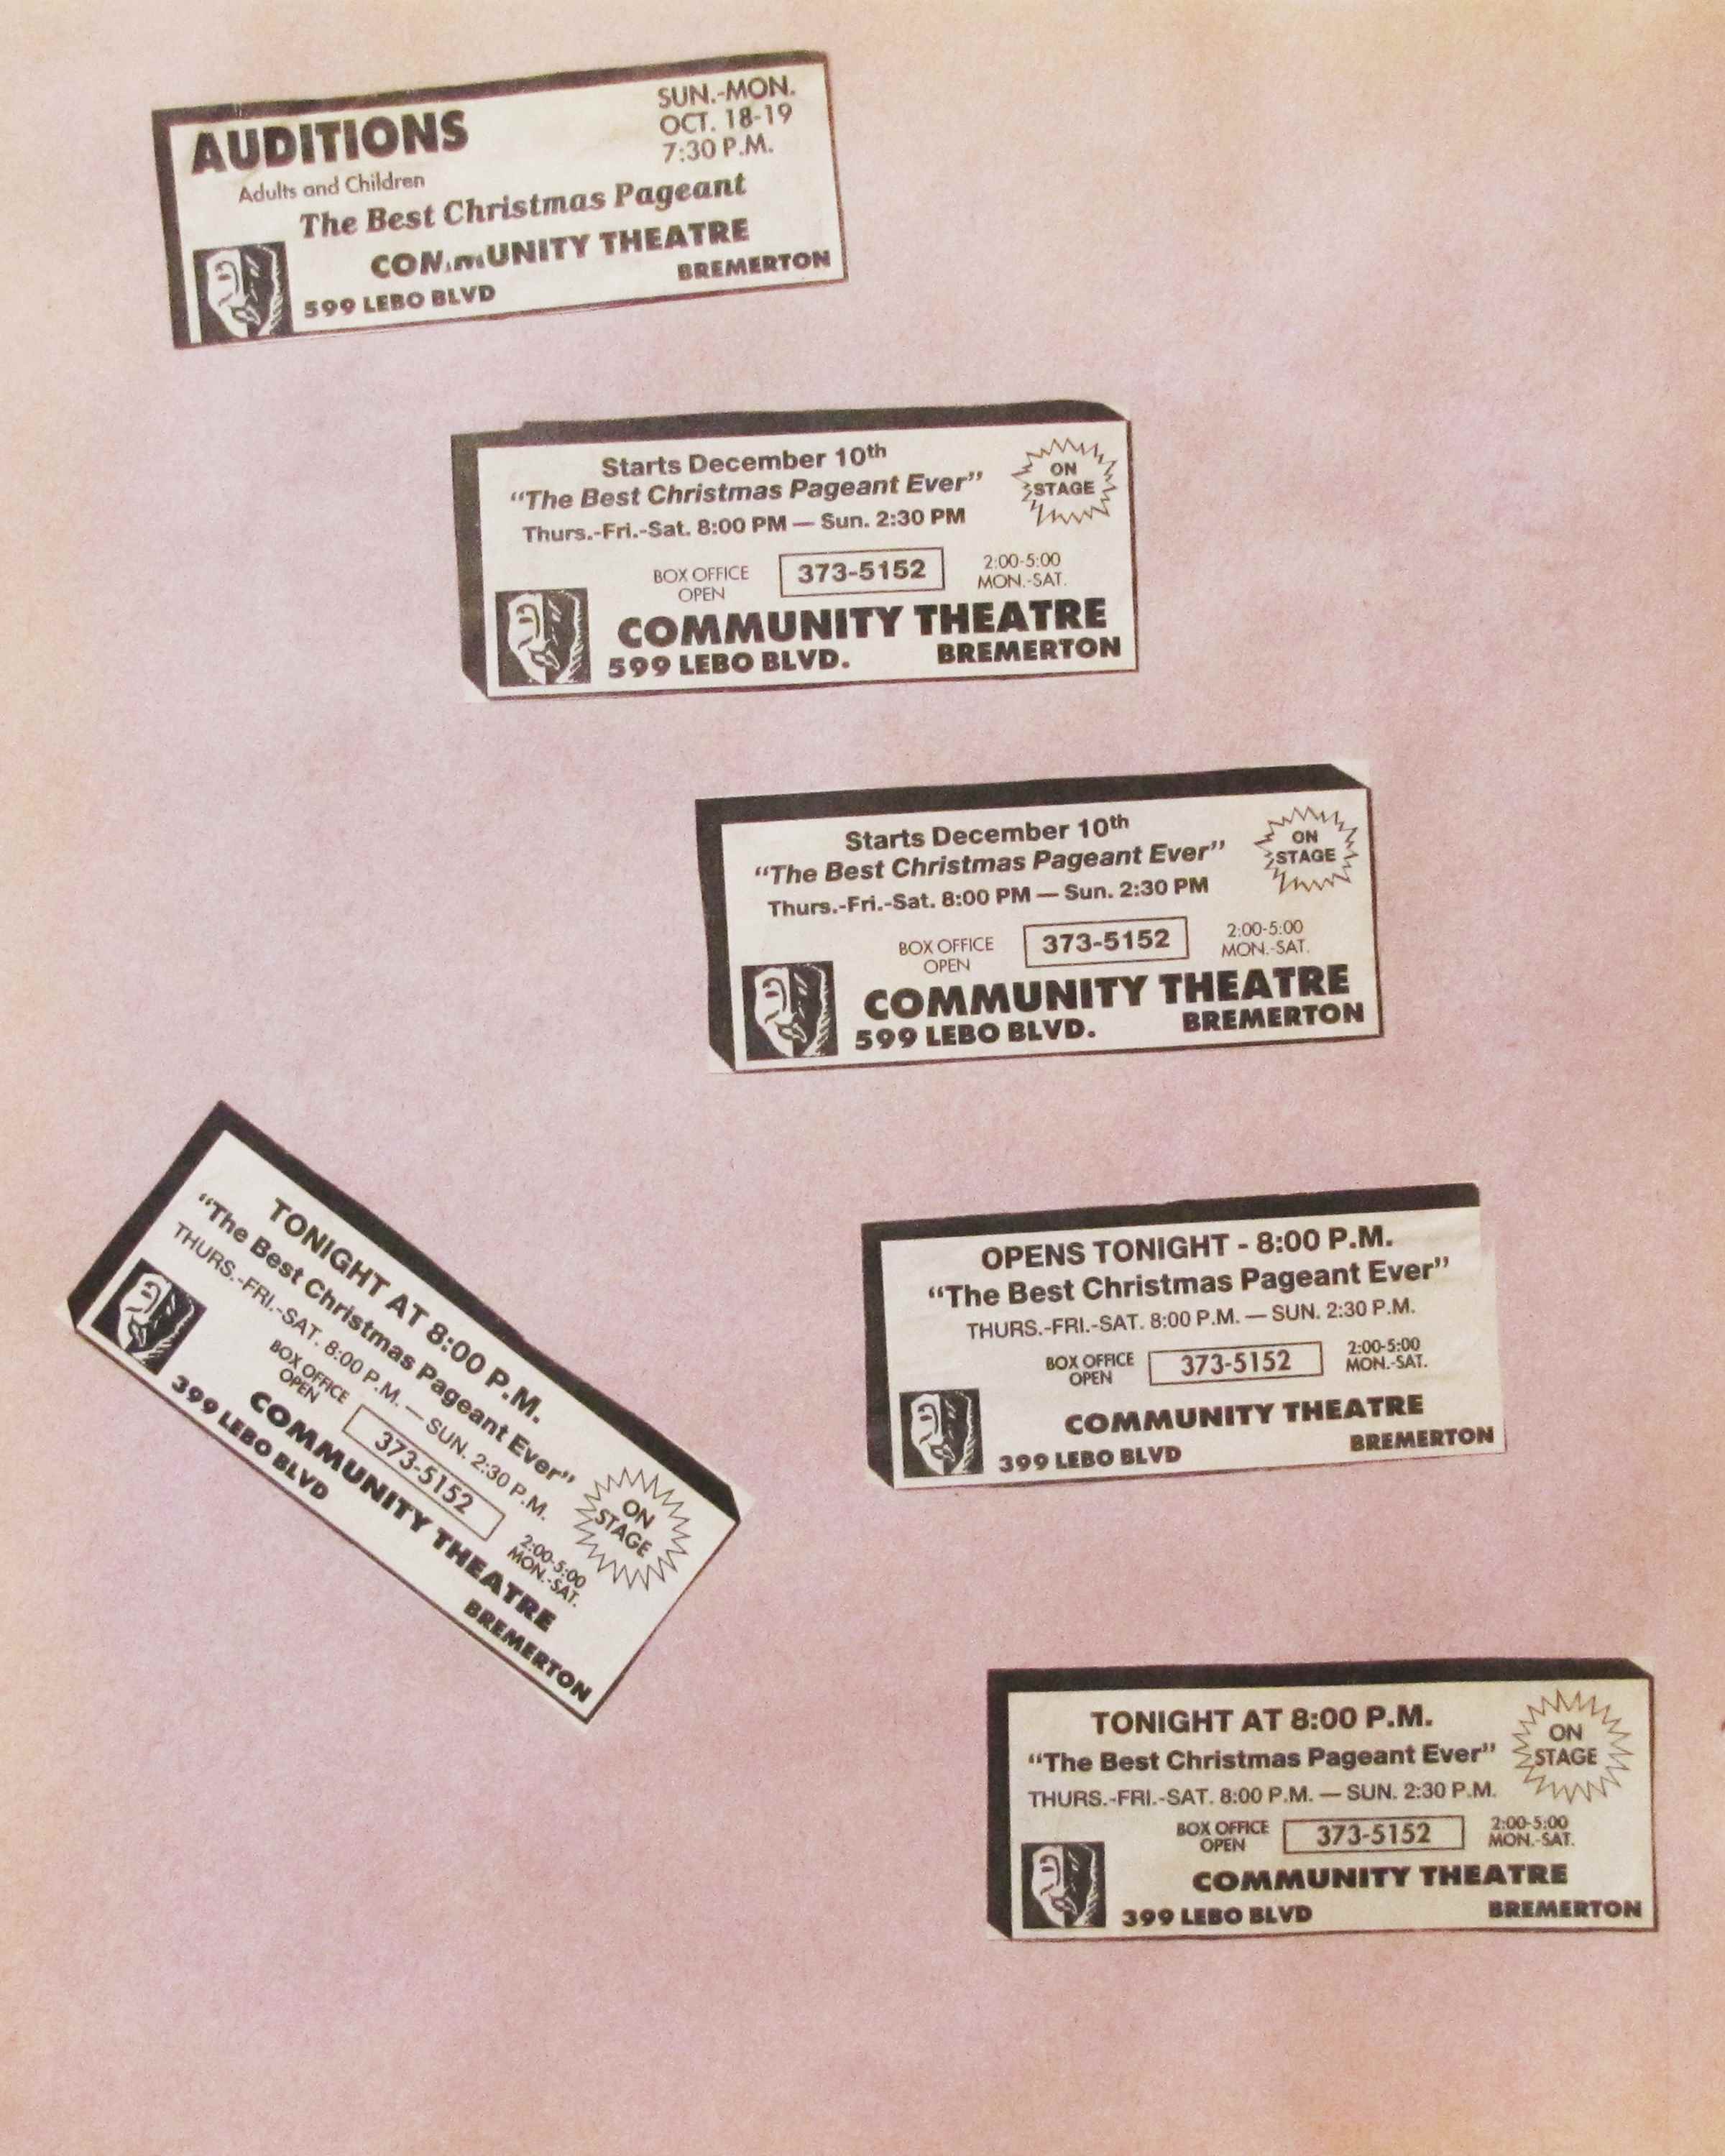 AUDITIONS
SUN.-MON.
OCT. 18-19
7:30 P.M.
Adults and Children
The Best Christmas Pageant
COMMUNITY THEATRE
599 LEBO BLVD
BREMERTON
Starts December 10th
“The Best Christmas Pageant Ever”
Thurs.-Fri.-Sat. 8:00 PM — Sun. 2:30 PM
ON
STAGE
BOX OFFICE
OPEN
373-5152
2:00-5:00
MON.-SAT.
COMMUNITY THEATRE
599 LEBO BLVD. BREMERTON
Starts December 10th
“The Best Christmas Pageant Ever”
Thurs.-Fri.-Sat. 8:00 PM — Sun. 2:30 PM
ON
STAGE
BOX OFFICE
OPEN
373-5152
2:00-5:00
MON.-SAT.
COMMUNITY THEATRE
599 LEBO BLVD. BREMERTON
TONIGHT AT 8:00 P.M.
“The Best Christmas Pageant Ever”
THURS.-FRI.-SAT. 8:00 P.M. — SUN. 2:30 P.M.
ON
STAGE
BOX OFFICE
OPEN
373-5152
2:00-5:00
MON.-SAT.
COMMUNITY THEATRE
399 LEBO BLVD BREMERTON
OPENS TONIGHT - 8:00 P.M.
“The Best Christmas Pageant Ever”
THURS.-FRI.-SAT. 8:00 P.M. — SUN. 2:30 P.M.
BOX OFFICE
OPEN
373-5152
2:00-5:00
MON.-SAT.
COMMUNITY THEATRE
399 LEBO BLVD BREMERTON
TONIGHT AT 8:00 P.M.
“The Best Christmas Pageant Ever”
THURS.-FRI.-SAT. 8:00 P.M. — SUN. 2:30 P.M.
ON
STAGE
BOX OFFICE
OPEN
373-5152
2:00-5:00
MON.-SAT.
COMMUNITY THEATRE
399 LEBO BLVD BREMERTON